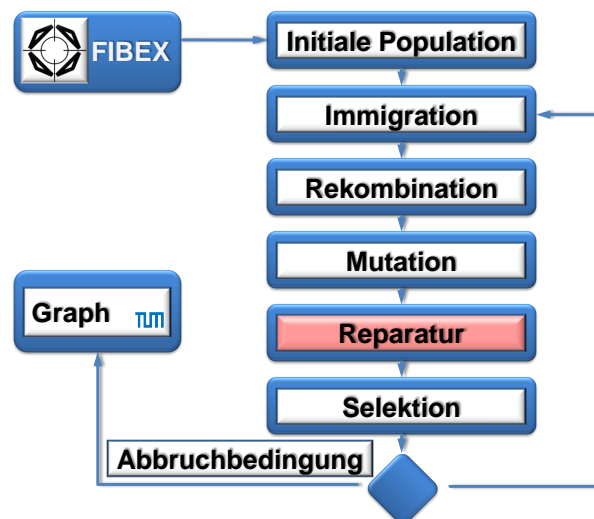 FIBEX
Initiale Population
Immigration
Rekombination
Mutation
Graph TUM
Reparatur
Selektion
Abbruchbedingung